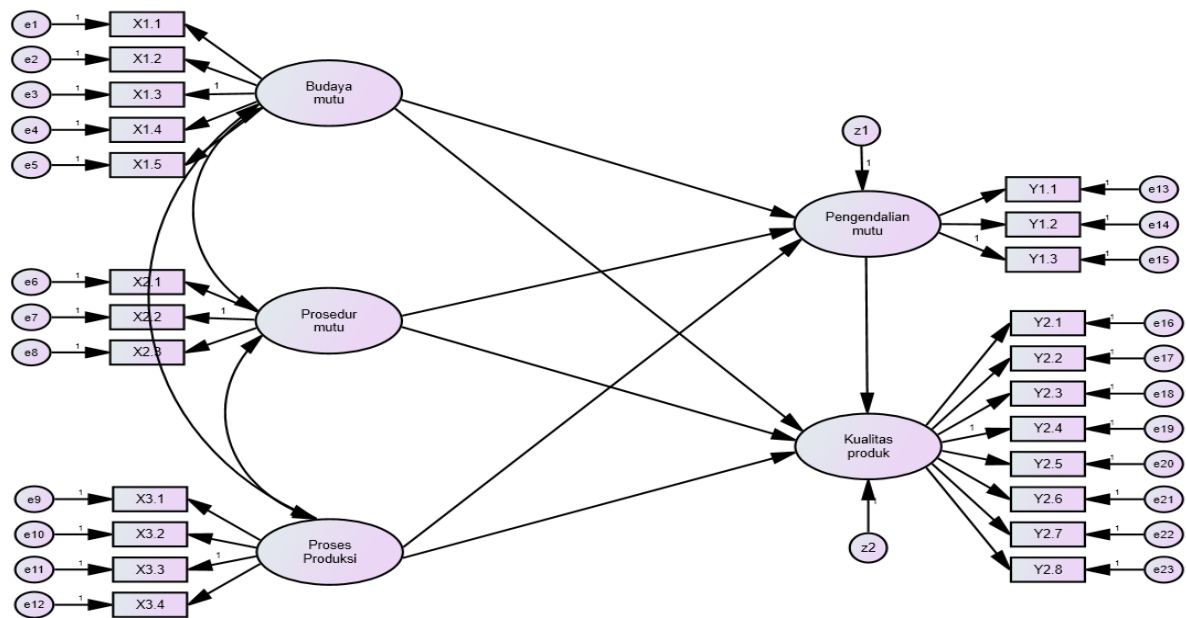 e1
1
X1.1
e2
1
X1.2
e3
1
X1.3
1
e4
1
X1.4
e5
1
X1.5
Budaya
mutu
e6
1
X2.1
e7
1
X2.2
1
e8
1
X2.3
Prosedur
mutu
e9
1
X3.1
e10
1
X3.2
e11
1
X3.3
1
e12
1
X3.4
Proses
Produksi
z1
1
Pengendalian
mutu
Y1.1
1
e13
Y1.2
1
e14
1
Y1.3
1
e15
Kualitas
produk
1
z2
Y2.1
1
e16
Y2.2
1
e17
Y2.3
1
e18
1
Y2.4
1
e19
Y2.5
1
e20
Y2.6
1
e21
Y2.7
1
e22
Y2.8
1
e23